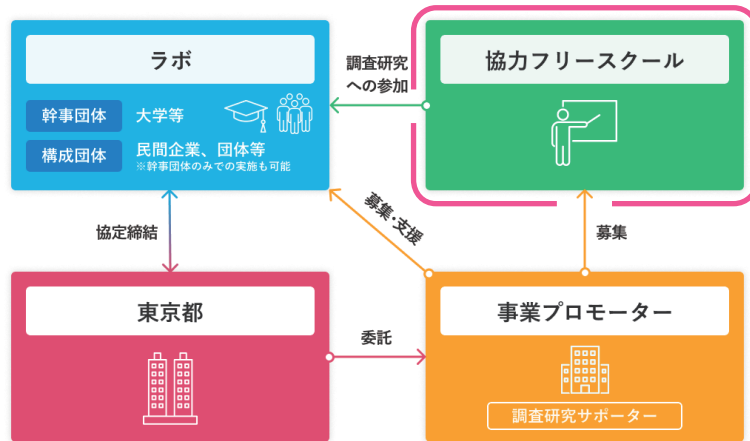 ラボ
幹事団体 大学等
構成団体 民間企業、団体等
※幹事団体のみでの実施も可能
調査研究
への参加
協力フリースクール
協定締結
募集・支援
募集
東京都
委託
事業プロモーター
調査研究サポーター